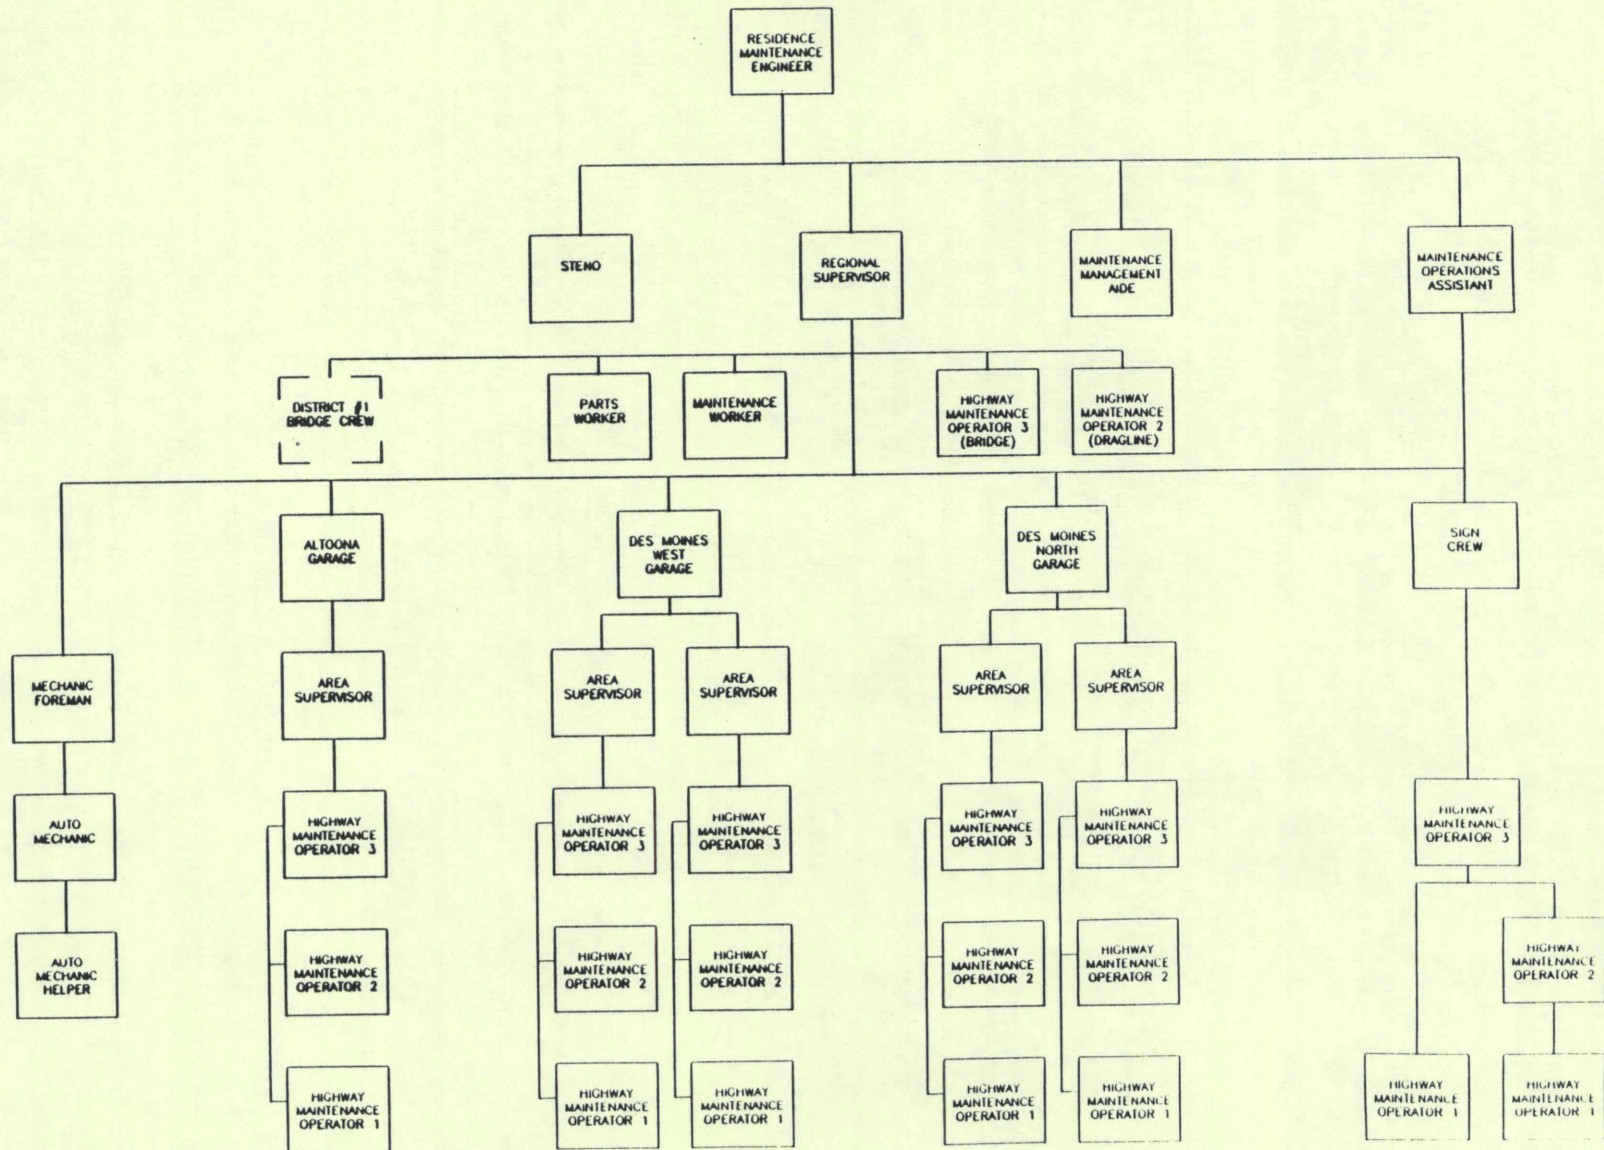 RESIDENCE
MAINTENANCE
ENGINEER
STENO
REGIONAL
SUPERVISOR
MAINTENANCE
MANAGEMENT
AIDE
MAINTENANCE
OPERATIONS
ASSISTANT
DISTRICT #1
BRIDGE CREW
PARTS
WORKER
MAINTENANCE
WORKER
HIGHWAY
MAINTENANCE
OPERATOR 3
(BRIDGE)
HIGHWAY
MAINTENANCE
OPERATOR 2
(DRAGLINE)
ALTOONA
GARAGE
DES MOINES
WEST
GARAGE
DES MOINES
NORTH
GARAGE
SIGN
CREW
MECHANIC
FOREMAN
AREA
SUPERVISOR
AREA
SUPERVISOR
AREA
SUPERVISOR
AREA
SUPERVISOR
AREA
SUPERVISOR
AUTO
MECHANIC
HIGHWAY
MAINTENANCE
OPERATOR 3
HIGHWAY
MAINTENANCE
OPERATOR 3
HIGHWAY
MAINTENANCE
OPERATOR 3
HIGHWAY
MAINTENANCE
OPERATOR 3
HIGHWAY
MAINTENANCE
OPERATOR 3
HIGHWAY
MAINTENANCE
OPERATOR 3
AUTO
MECHANIC
HELPER
HIGHWAY
MAINTENANCE
OPERATOR 2
HIGHWAY
MAINTENANCE
OPERATOR 2
HIGHWAY
MAINTENANCE
OPERATOR 2
HIGHWAY
MAINTENANCE
OPERATOR 2
HIGHWAY
MAINTENANCE
OPERATOR 2
HIGHWAY
MAINTENANCE
OPERATOR 2
HIGHWAY
MAINTENANCE
OPERATOR 1
HIGHWAY
MAINTENANCE
OPERATOR 1
HIGHWAY
MAINTENANCE
OPERATOR 1
HIGHWAY
MAINTENANCE
OPERATOR 1
HIGHWAY
MAINTENANCE
OPERATOR 1
HIGHWAY
MAINTENANCE
OPERATOR 1
HIGHWAY
MAINTENANCE
OPERATOR 1